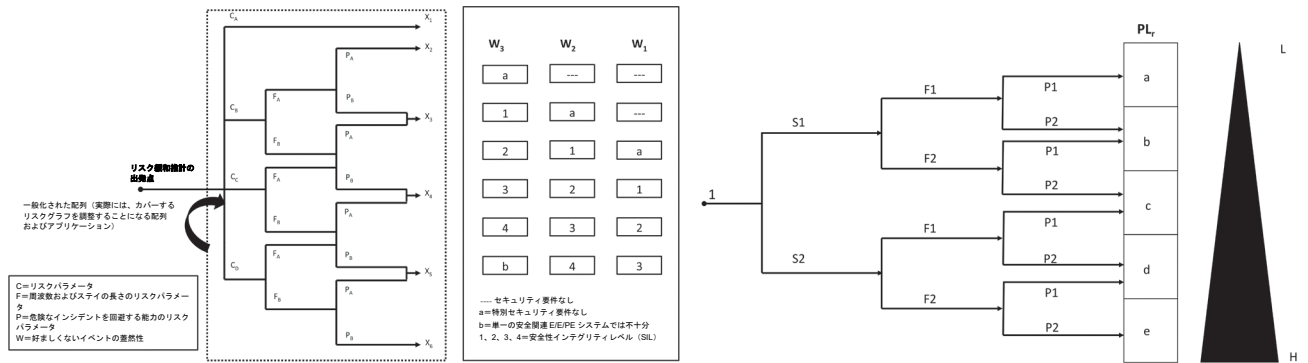 C_A
X_1
P_A
X_2
F_A
P_B
C_B
X_3
F_B
P_A
リスク緩和推計の
出発点
C_C
F_A
P_B
X_4
一般化された配列（実際には、カバーする
リスクグラフを調整することになる配列
およびアプリケーション）
F_B
P_A
F_A
P_B
X_5
C_D
F_B
P_A
P_B
X_6
C＝リスクパラメータ
F＝周波数およびステイの長さのリスクパラメー
タ
P＝危険なインシデントを回避する能力のリスク
パラメータ
W＝好ましくないイベントの蓋然性
W_3 W_2 W_1
a --- ---
1 a ---
2 1 a
3 2 1
4 3 2
b 4 3
---- セキュリティ要件なし
a＝特別セキュリティ要件なし
b＝単一の安全関連 E/E/PE システムでは不十分
1、2、3、4＝安全性インテグリティレベル（SIL）
PL_r
L
P1
a
F1
P2
S1
P1
b
F2
P2
1
c
P1
F1
P2
S2
d
P1
F2
P2
e
H